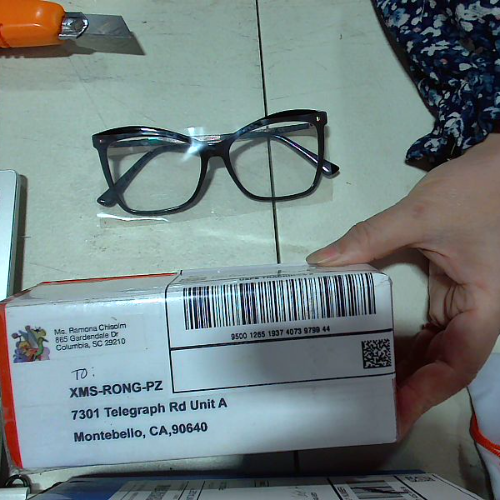 9500 1265 1937 4073 9799 44
Ms. Ramona Chisolm
865 Gardendale Dr
Columbia, SC 29210
TO:
XMS-RONG-PZ
7301 Telegraph Rd Unit A
Montebello, CA,90640